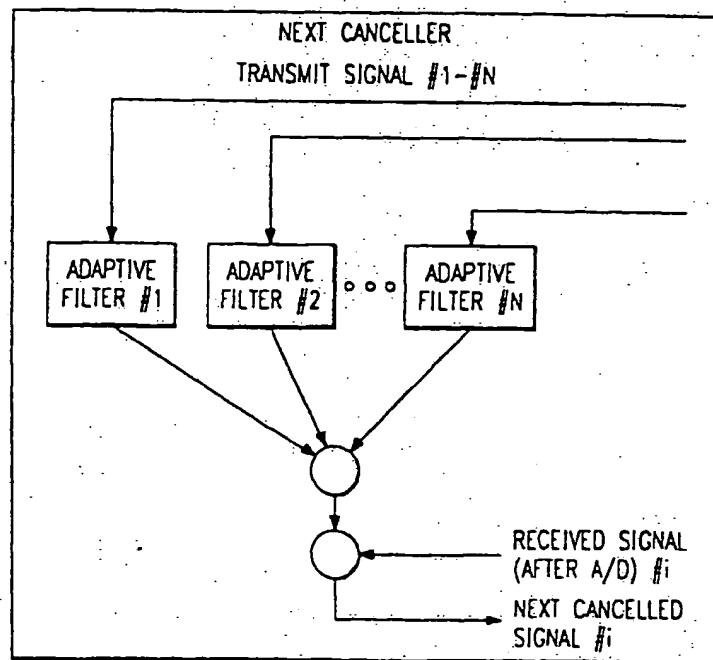 NEXT CANCELLER
TRANSMIT SIGNAL #1-#N
ADAPTIVE
FILTER #1
ADAPTIVE
FILTER #2
ADAPTIVE
FILTER #N
RECEIVED SIGNAL
(AFTER A/D) #i
NEXT CANCELLED
SIGNAL #i